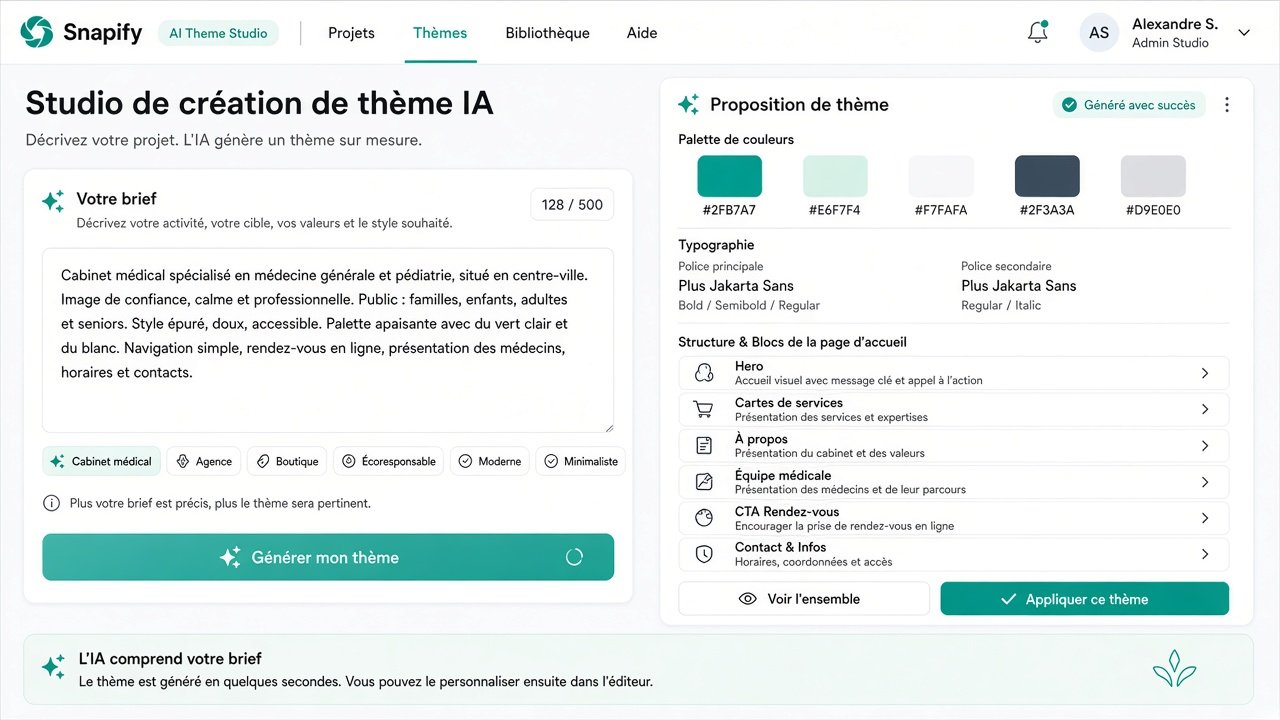 Snapify
AI Theme Studio
Projets
Thèmes
Bibliothèque
Aide
AS
Alexandre S.
Admin Studio
Studio de création de thème IA
Décrivez votre projet. L'IA génère un thème sur mesure.
Votre brief
Décrivez votre activité, votre cible, vos valeurs et le style souhaité.
128 / 500
Cabinet médical spécialisé en médecine générale et pédiatrie, situé en centre-ville.
Image de confiance, calme et professionnelle. Public : familles, enfants, adultes
et seniors. Style épuré, doux, accessible. Palette apaisante avec du vert clair et
du blanc. Navigation simple, rendez-vous en ligne, présentation des médecins,
horaires et contacts.
Cabinet médical
Agence
Boutique
Écoresponsable
Moderne
Minimaliste
Plus votre brief est précis, plus le thème sera pertinent.
Générer mon thème
Proposition de thème
Généré avec succès
Palette de couleurs
#2FB7A7
#E6F7F4
#F7FAFA
#2F3A3A
#D9E0E0
Typographie
Police principale
Plus Jakarta Sans
Bold / Semibold / Regular
Police secondaire
Plus Jakarta Sans
Regular / Italic
Structure & Blocs de la page d'accueil
Hero
Accueil visuel avec message clé et appel à l'action
Cartes de services
Présentation des services et expertises
À propos
Présentation du cabinet et des valeurs
Équipe médicale
Présentation des médecins et de leur parcours
CTA Rendez-vous
Encourager la prise de rendez-vous en ligne
Contact & Infos
Horaires, coordonnées et accès
Voir l'ensemble
Appliquer ce thème
L'IA comprend votre brief
Le thème est généré en quelques secondes. Vous pouvez le personnaliser ensuite dans l'éditeur.